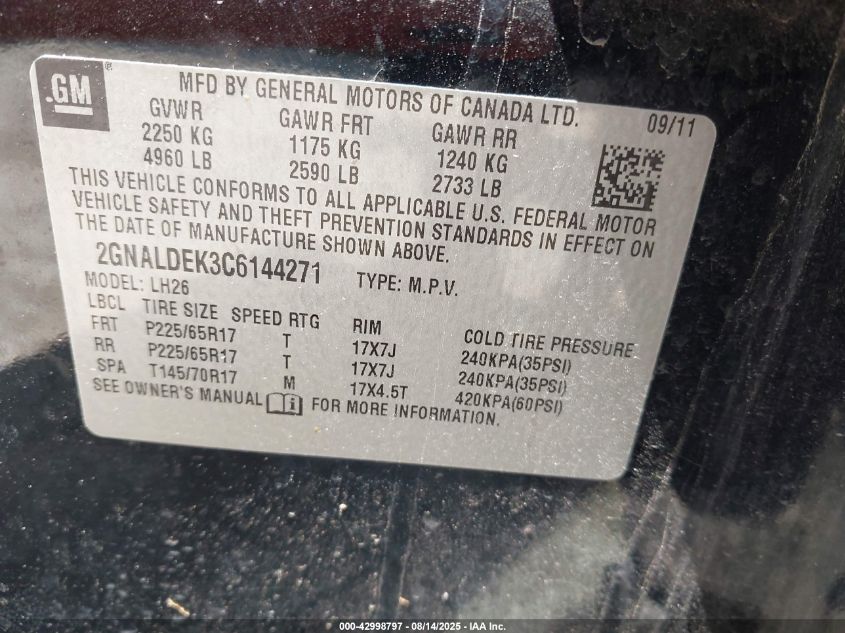 GM ®
MFD BY GENERAL MOTORS OF CANADA LTD.
09/11
GVWR GAWR FRT GAWR RR
2250 KG 1175 KG 1240 KG
4960 LB 2590 LB 2733 LB
THIS VEHICLE CONFORMS TO ALL APPLICABLE U.S. FEDERAL MOTOR
VEHICLE SAFETY AND THEFT PREVENTION STANDARDS IN EFFECT ON
THE DATE OF MANUFACTURE SHOWN ABOVE.
2GNALDEK3C6144271 TYPE: M.P.V.
MODEL: LH26
LBCL TIRE SIZE SPEED RTG RIM COLD TIRE PRESSURE
FRT P225/65R17 T 17X7J 240KPA(35PSI)
RR P225/65R17 T 17X7J 240KPA(35PSI)
SPA T145/70R17 M 17X4.5T 420KPA(60PSI)
SEE OWNER'S MANUAL FOR MORE INFORMATION.
000-42998797 - 08/14/2025 - IAA Inc.